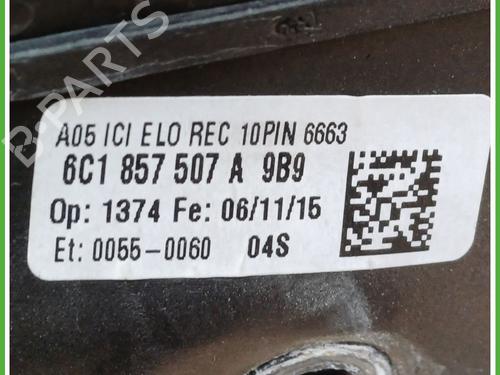 B-PARTS
A05 ICI ELO REC 10PIN 6663
6C1 857 507 A 9B9
Op: 1374 Fe: 06/11/15
Et: 0055-0060 04S